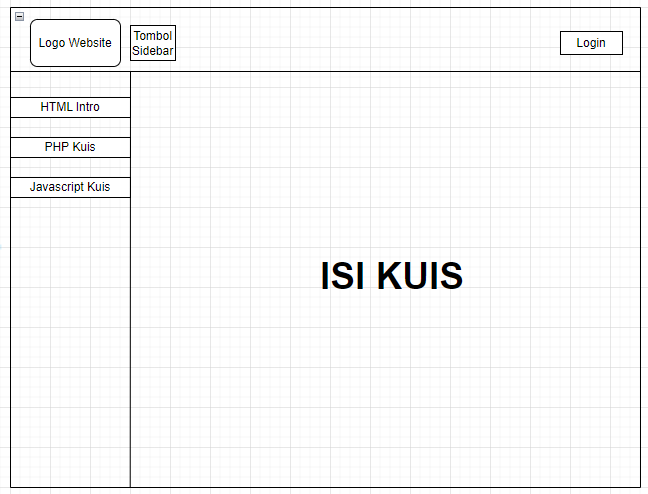 Logo Website
Tombol
Sidebar
Login
HTML Intro
PHP Kuis
Javascript Kuis
ISI KUIS